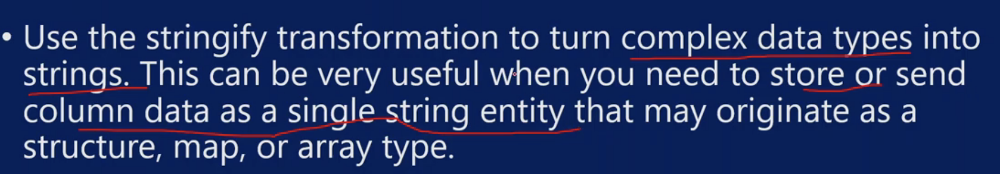 • Use the stringify transformation to turn complex data types into
strings. This can be very useful when you need to store or send
column data as a single string entity that may originate as a
structure, map, or array type.